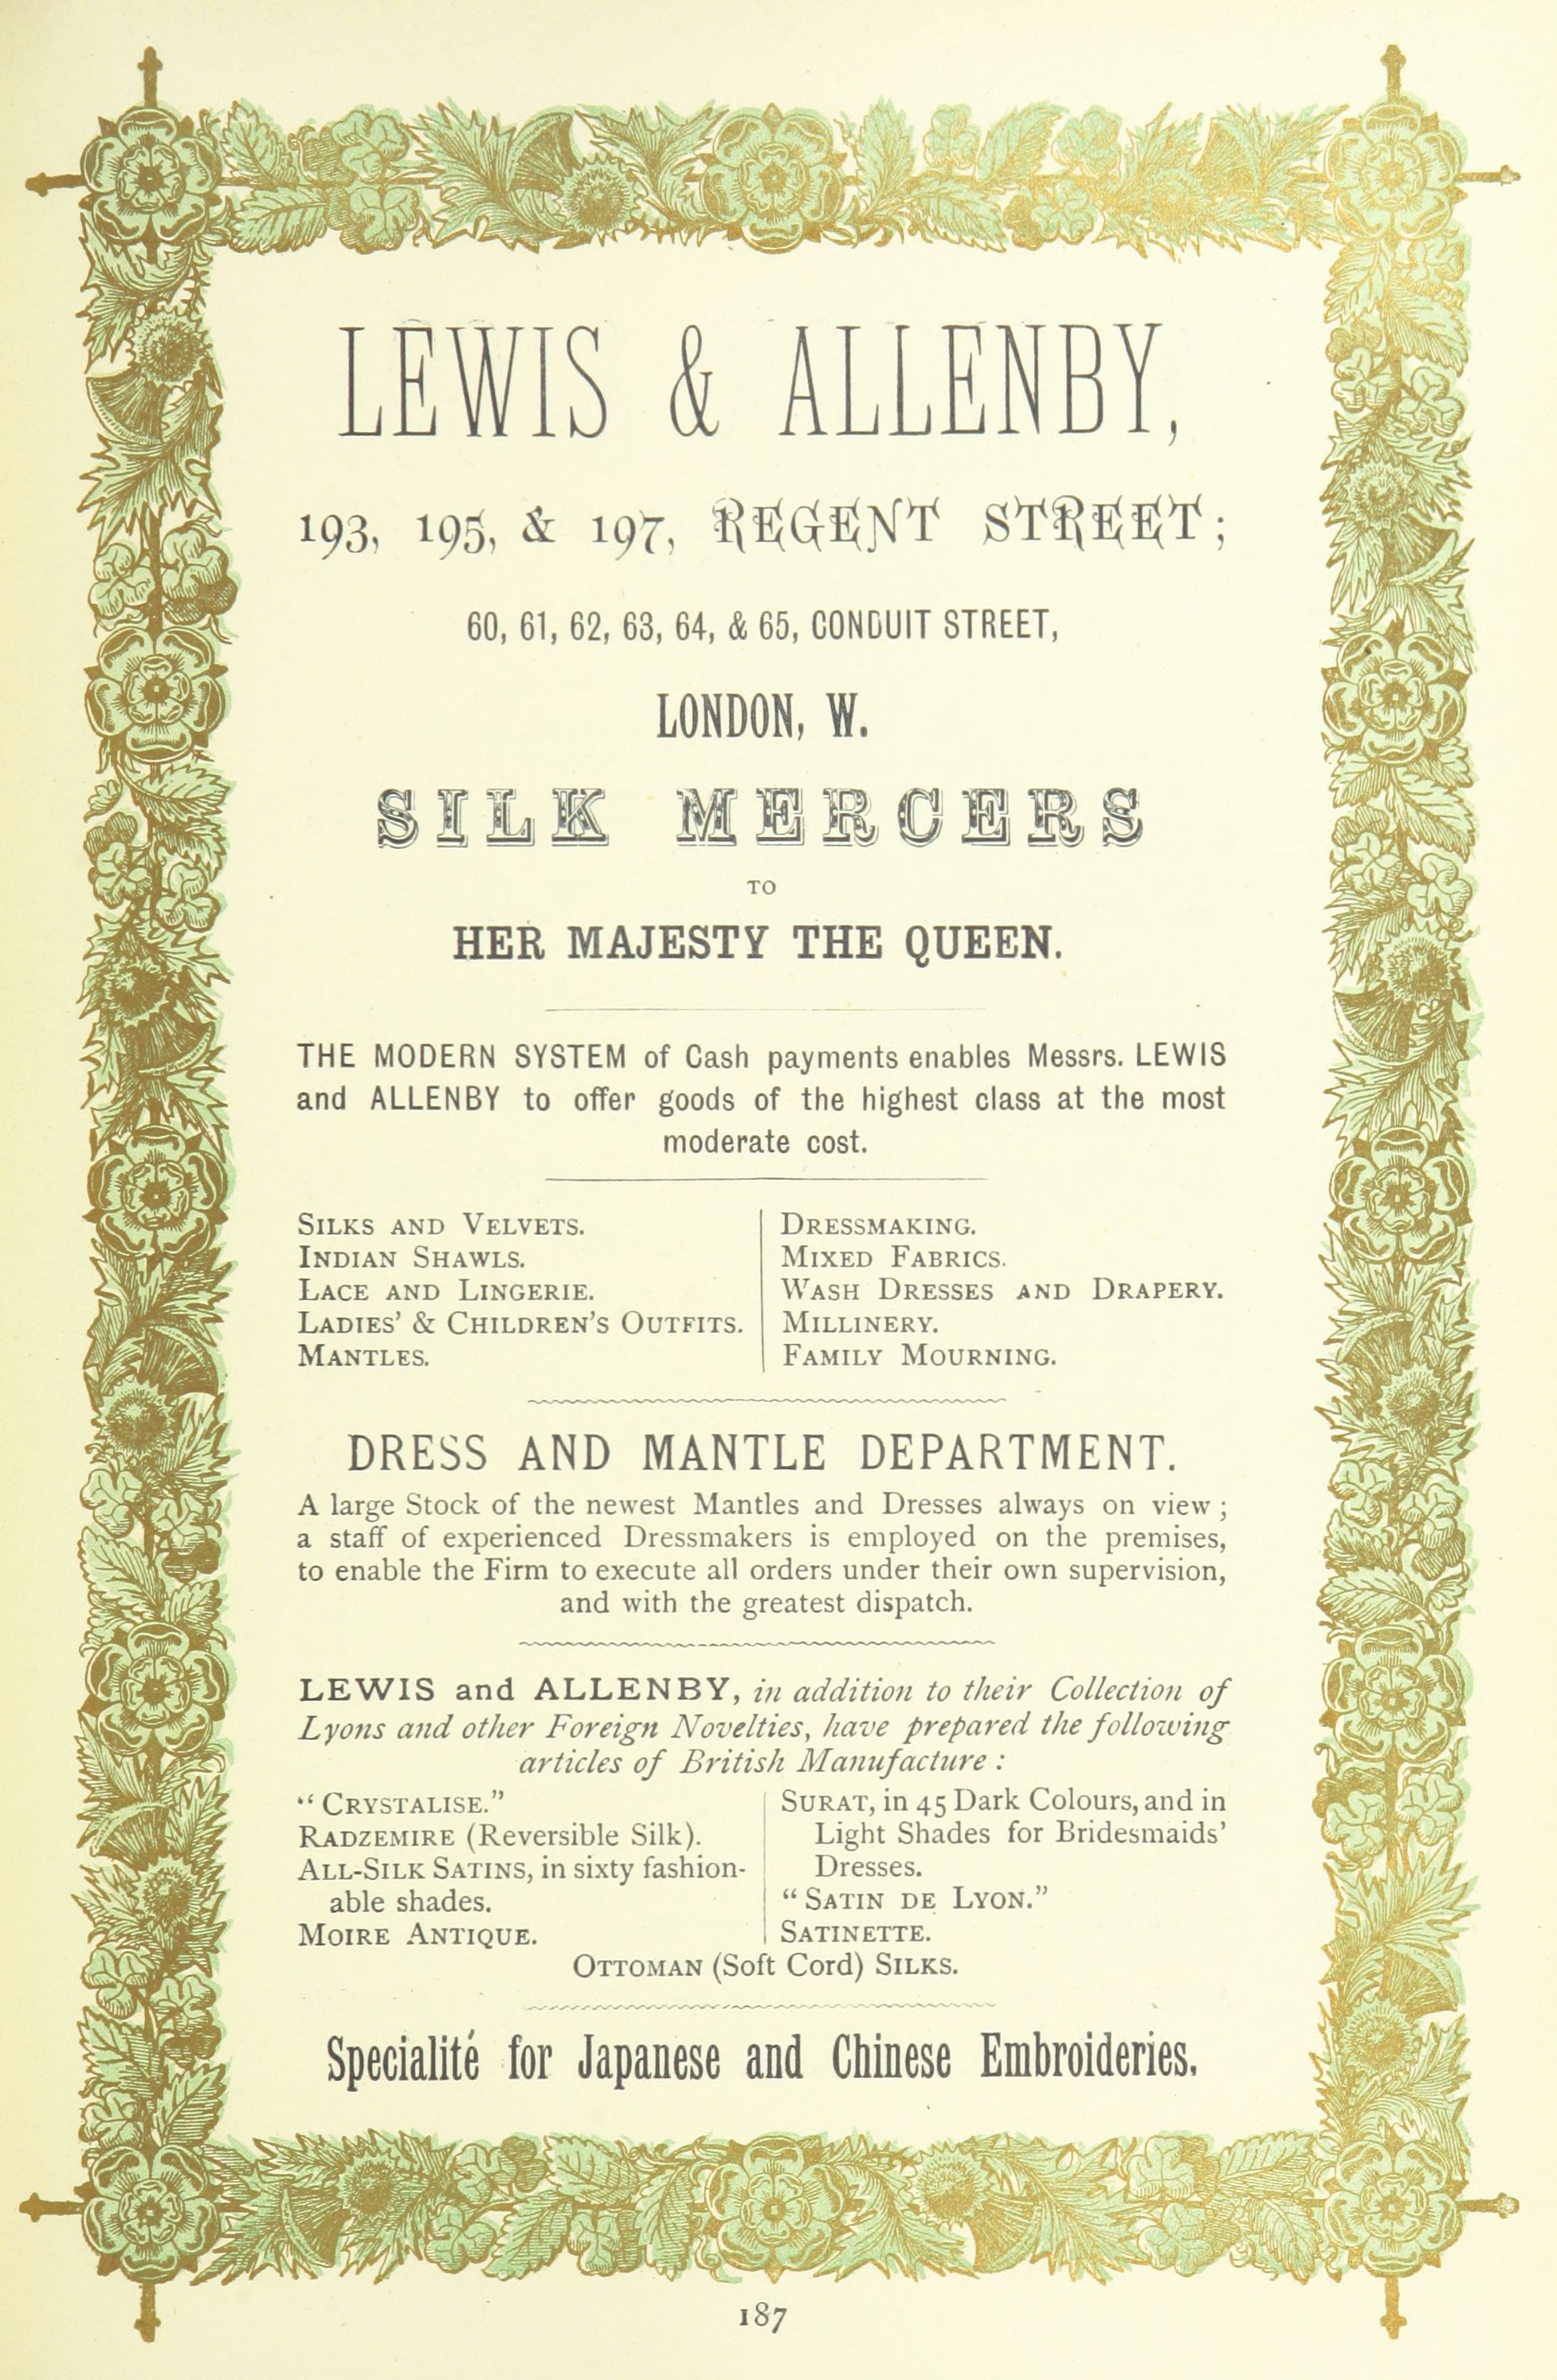 LEWIS & ALLENBY,
193, 195, & 197, REGENT STREET;
60, 61, 62, 63, 64, & 65, CONDUIT STREET,
LONDON, W.
SILK MERCERS
TO
HER MAJESTY THE QUEEN.
THE MODERN SYSTEM of Cash payments enables Messrs. LEWIS
and ALLENBY to offer goods of the highest class at the most
moderate cost.
SILKS AND VELVETS.
INDIAN SHAWLS.
LACE AND LINGERIE.
LADIES' & CHILDREN'S OUTFITS.
MANTLES.
DRESSMAKING.
MIXED FABRICS.
WASH DRESSES AND DRAPERY.
MILLINERY.
FAMILY MOURNING.
DRESS AND MANTLE DEPARTMENT.
A large Stock of the newest Mantles and Dresses always on view;
a staff of experienced Dressmakers is employed on the premises,
to enable the Firm to execute all orders under their own supervision,
and with the greatest dispatch.
LEWIS and ALLENBY, in addition to their Collection of
Lyons and other Foreign Novelties, have prepared the following
articles of British Manufacture:
"CRYSTALISE."
RADZEMIRE (Reversible Silk).
ALL-SILK SATINS, in sixty fashion-
able shades.
MOIRE ANTIQUE.
SURAT, in 45 Dark Colours, and in
Light Shades for Bridesmaids'
Dresses.
"SATIN DE LYON."
SATINETTE.
OTTOMAN (Soft Cord) SILKS.
Specialité for Japanese and Chinese Embroideries.
187